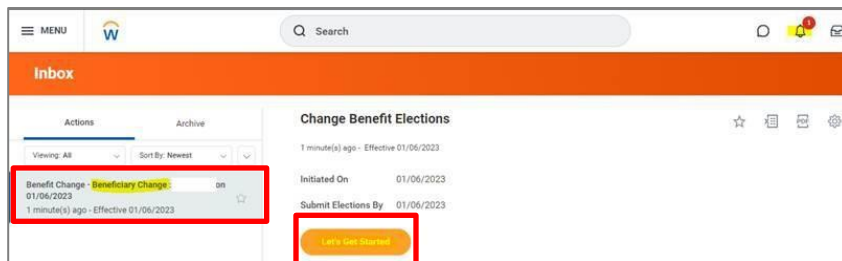 MENU
W
Search
Inbox
Actions Archive
Viewing: All Sort By: Newest
Benefit Change - Beneficiary Change : on
01/06/2023
1 minute(s) ago - Effective 01/06/2023
Change Benefit Elections
PDF
1 minute(s) ago - Effective 01/06/2023
Initiated On 01/06/2023
Submit Elections By 01/06/2023
Let's Get Started